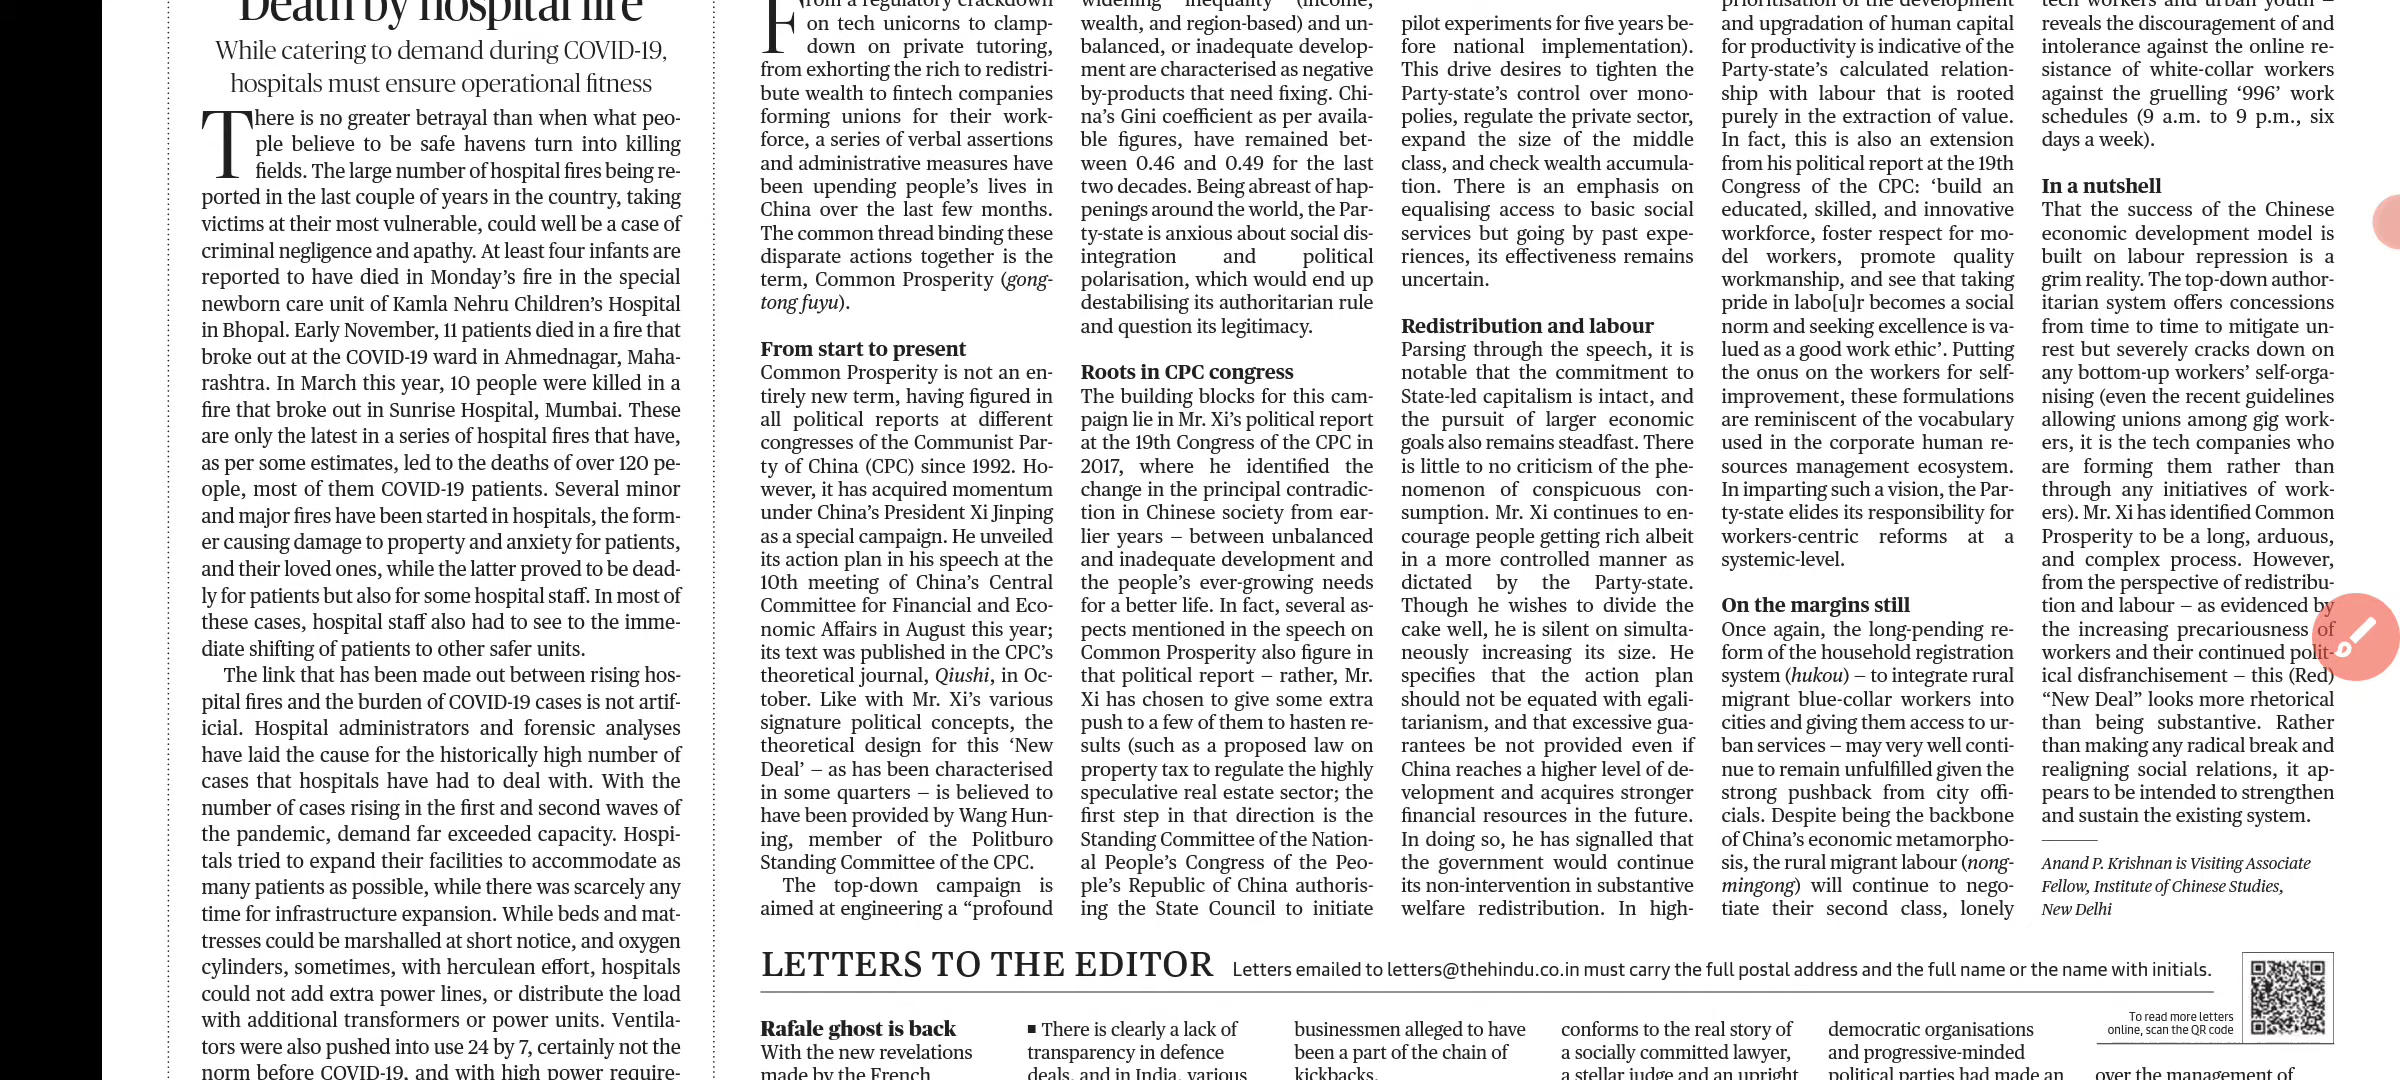 Death by hospital fire
While catering to demand during COVID-19,
hospitals must ensure operational fitness
There is no greater betrayal than when what peo-
ple believe to be safe havens turn into killing
fields. The large number of hospital fires being re-
ported in the last couple of years in the country, taking
victims at their most vulnerable, could well be a case of
criminal negligence and apathy. At least four infants are
reported to have died in Monday’s fire in the special
newborn care unit of Kamla Nehru Children’s Hospital
in Bhopal. Early November, 11 patients died in a fire that
broke out at the COVID-19 ward in Ahmednagar, Maha-
rashtra. In March this year, 10 people were killed in a
fire that broke out in Sunrise Hospital, Mumbai. These
are only the latest in a series of hospital fires that have,
as per some estimates, led to the deaths of over 120 pe-
ople, most of them COVID-19 patients. Several minor
and major fires have been started in hospitals, the form-
er causing damage to property and anxiety for patients,
and their loved ones, while the latter proved to be dead-
ly for patients but also for some hospital staff. In most of
these cases, hospital staff also had to see to the imme-
diate shifting of patients to other safer units.
The link that has been made out between rising hos-
pital fires and the burden of COVID-19 cases is not artif-
icial. Hospital administrators and forensic analyses
have laid the cause for the historically high number of
cases that hospitals have had to deal with. With the
number of cases rising in the first and second waves of
the pandemic, demand far exceeded capacity. Hospi-
tals tried to expand their facilities to accommodate as
many patients as possible, while there was scarcely any
time for infrastructure expansion. While beds and mat-
tresses could be marshalled at short notice, and oxygen
cylinders, sometimes, with herculean effort, hospitals
could not add extra power lines, or distribute the load
with additional transformers or power units. Ventila-
tors were also pushed into use 24 by 7, certainly not the
norm before COVID-19, and with high power require-
From a regulatory crackdown
on tech unicorns to clamp-
down on private tutoring,
from exhorting the rich to redistri-
bute wealth to fintech companies
forming unions for their work-
force, a series of verbal assertions
and administrative measures have
been upending people’s lives in
China over the last few months.
The common thread binding these
disparate actions together is the
term, Common Prosperity (gong-
tong fuyu).
From start to present
Common Prosperity is not an en-
tirely new term, having figured in
all political reports at different
congresses of the Communist Par-
ty of China (CPC) since 1992. Ho-
wever, it has acquired momentum
under China’s President Xi Jinping
as a special campaign. He unveiled
its action plan in his speech at the
10th meeting of China’s Central
Committee for Financial and Eco-
nomic Affairs in August this year;
its text was published in the CPC’s
theoretical journal, Qiushi, in Oc-
tober. Like with Mr. Xi’s various
signature political concepts, the
theoretical design for this ‘New
Deal’ – as has been characterised
in some quarters – is believed to
have been provided by Wang Hun-
ing, member of the Politburo
Standing Committee of the CPC.
The top-down campaign is
aimed at engineering a “profound
widening inequality (income,
wealth, and region-based) and un-
balanced, or inadequate develop-
ment are characterised as negative
by-products that need fixing. Chi-
na’s Gini coefficient as per availa-
ble figures, have remained bet-
ween 0.46 and 0.49 for the last
two decades. Being abreast of hap-
penings around the world, the Par-
ty-state is anxious about social dis-
integration and political
polarisation, which would end up
destabilising its authoritarian rule
and question its legitimacy.
Roots in CPC congress
The building blocks for this cam-
paign lie in Mr. Xi’s political report
at the 19th Congress of the CPC in
2017, where he identified the
change in the principal contradic-
tion in Chinese society from ear-
lier years – between unbalanced
and inadequate development and
the people’s ever-growing needs
for a better life. In fact, several as-
pects mentioned in the speech on
Common Prosperity also figure in
that political report – rather, Mr.
Xi has chosen to give some extra
push to a few of them to hasten re-
sults (such as a proposed law on
property tax to regulate the highly
speculative real estate sector; the
first step in that direction is the
Standing Committee of the Nation-
al People’s Congress of the Peo-
ple’s Republic of China authoris-
ing the State Council to initiate
pilot experiments for five years be-
fore national implementation).
This drive desires to tighten the
Party-state’s control over mono-
polies, regulate the private sector,
expand the size of the middle
class, and check wealth accumula-
tion. There is an emphasis on
equalising access to basic social
services but going by past expe-
riences, its effectiveness remains
uncertain.
Redistribution and labour
Parsing through the speech, it is
notable that the commitment to
State-led capitalism is intact, and
the pursuit of larger economic
goals also remains steadfast. There
is little to no criticism of the phe-
nomenon of conspicuous con-
sumption. Mr. Xi continues to en-
courage people getting rich albeit
in a more controlled manner as
dictated by the Party-state.
Though he wishes to divide the
cake well, he is silent on simulta-
neously increasing its size. He
specifies that the action plan
should not be equated with egali-
tarianism, and that excessive gua-
rantees be not provided even if
China reaches a higher level of de-
velopment and acquires stronger
financial resources in the future.
In doing so, he has signalled that
the government would continue
its non-intervention in substantive
welfare redistribution. In high-
prioritisation of the development
and upgradation of human capital
for productivity is indicative of the
Party-state’s calculated relation-
ship with labour that is rooted
purely in the extraction of value.
In fact, this is also an extension
from his political report at the 19th
Congress of the CPC: ‘build an
educated, skilled, and innovative
workforce, foster respect for mo-
del workers, promote quality
workmanship, and see that taking
pride in labo[u]r becomes a social
norm and seeking excellence is va-
lued as a good work ethic’. Putting
the onus on the workers for self-
improvement, these formulations
are reminiscent of the vocabulary
used in the corporate human re-
sources management ecosystem.
In imparting such a vision, the Par-
ty-state elides its responsibility for
workers-centric reforms at a
systemic-level.
On the margins still
Once again, the long-pending re-
form of the household registration
system (hukou) – to integrate rural
migrant blue-collar workers into
cities and giving them access to ur-
ban services – may very well conti-
nue to remain unfulfilled given the
strong pushback from city offi-
cials. Despite being the backbone
of China’s economic metamorpho-
sis, the rural migrant labour (nong-
mingong) will continue to nego-
tiate their second class, lonely
tech workers and urban youth –
reveals the discouragement of and
intolerance against the online re-
sistance of white-collar workers
against the gruelling ‘996’ work
schedules (9 a.m. to 9 p.m., six
days a week).
In a nutshell
That the success of the Chinese
economic development model is
built on labour repression is a
grim reality. The top-down author-
itarian system offers concessions
from time to time to mitigate un-
rest but severely cracks down on
any bottom-up workers’ self-orga-
nising (even the recent guidelines
allowing unions among gig work-
ers, it is the tech companies who
are forming them rather than
through any initiatives of work-
ers). Mr. Xi has identified Common
Prosperity to be a long, arduous,
and complex process. However,
from the perspective of redistribu-
tion and labour – as evidenced by
the increasing precariousness of
workers and their continued polit-
ical disfranchisement – this (Red)
“New Deal” looks more rhetorical
than being substantive. Rather
than making any radical break and
realigning social relations, it ap-
pears to be intended to strengthen
and sustain the existing system.
Anand P. Krishnan is Visiting Associate
Fellow, Institute of Chinese Studies,
New Delhi
LETTERS TO THE EDITOR Letters emailed to letters@thehindu.co.in must carry the full postal address and the full name or the name with initials.
To read more letters
online, scan the QR code
Rafale ghost is back
With the new revelations
made by the French
■ There is clearly a lack of
transparency in defence
deals, and in India, various
businessmen alleged to have
been a part of the chain of
kickbacks.
conforms to the real story of
a socially committed lawyer,
a stellar judge and an upright
democratic organisations
and progressive-minded
political parties had made an
over the management of